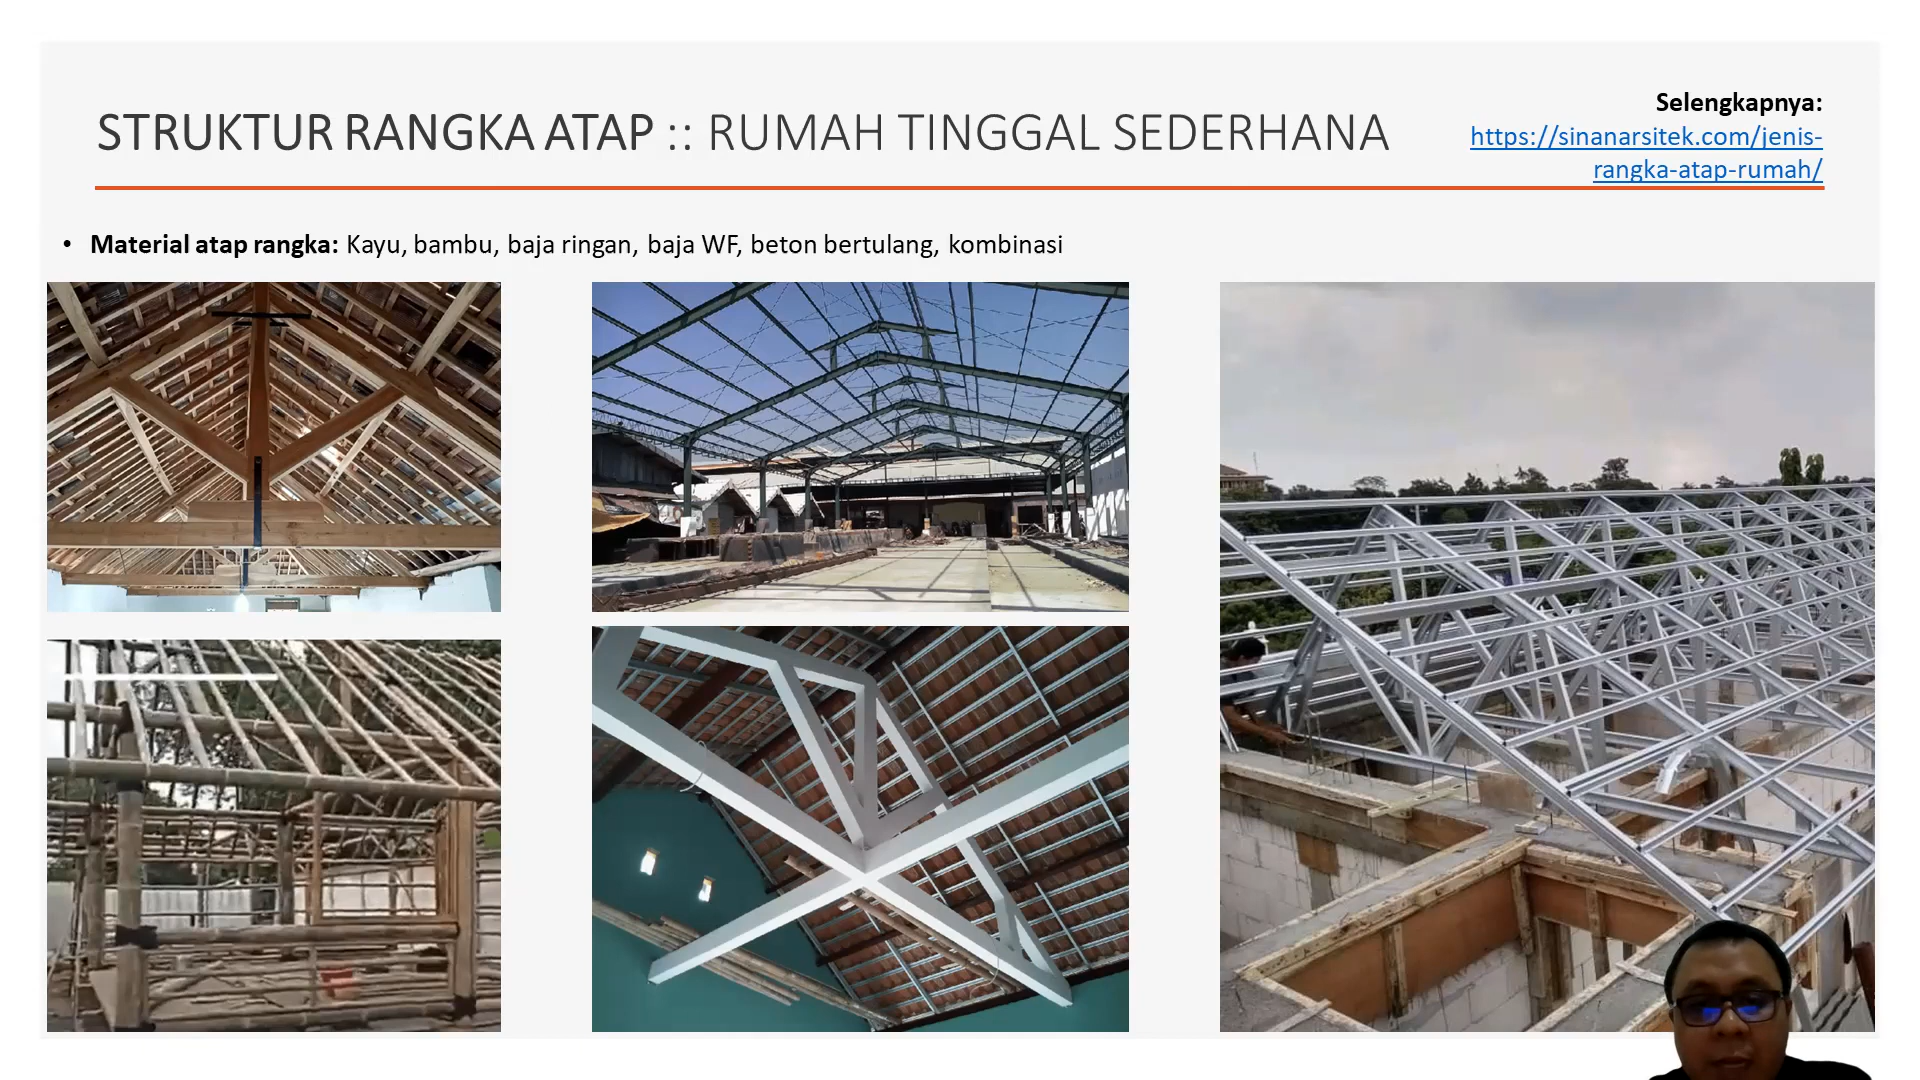 STRUKTUR RANGKA ATAP :: RUMAH TINGGAL SEDERHANA
Selengkapnya:
https://sinanarsitek.com/jenis-
rangka-atap-rumah/
• Material atap rangka: Kayu, bambu, baja ringan, baja WF, beton bertulang, kombinasi